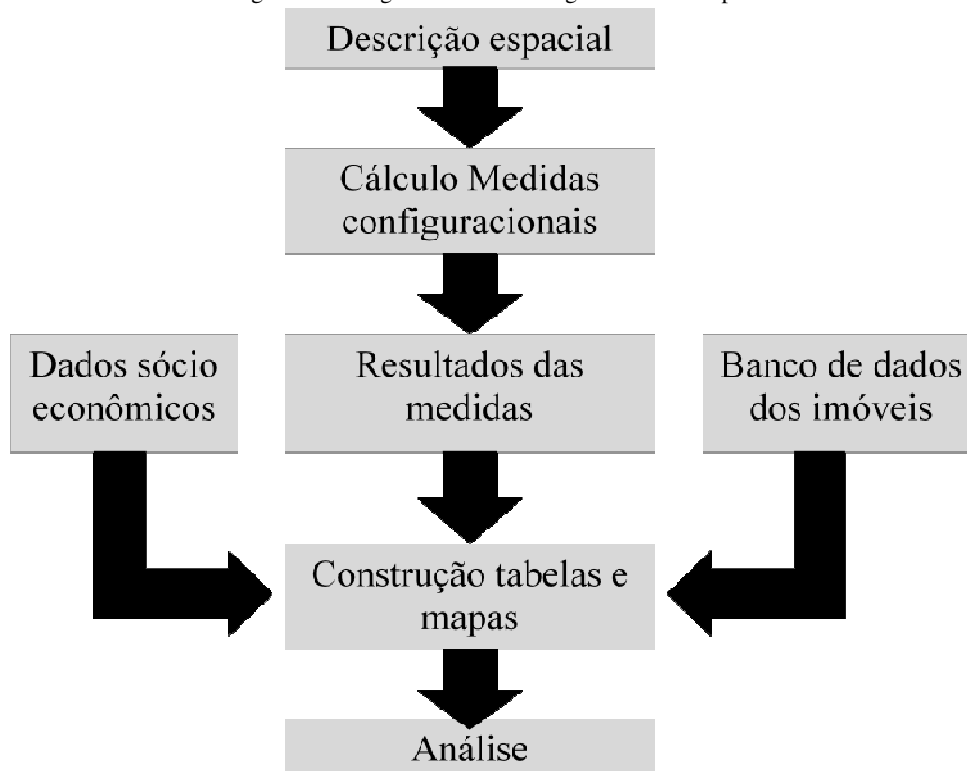 Descrição espacial
Cálculo Medidas
configuracionais
Dados sócio
econômicos
Resultados das
medidas
Banco de dados
dos imóveis
Construção tabelas e
mapas
Análise